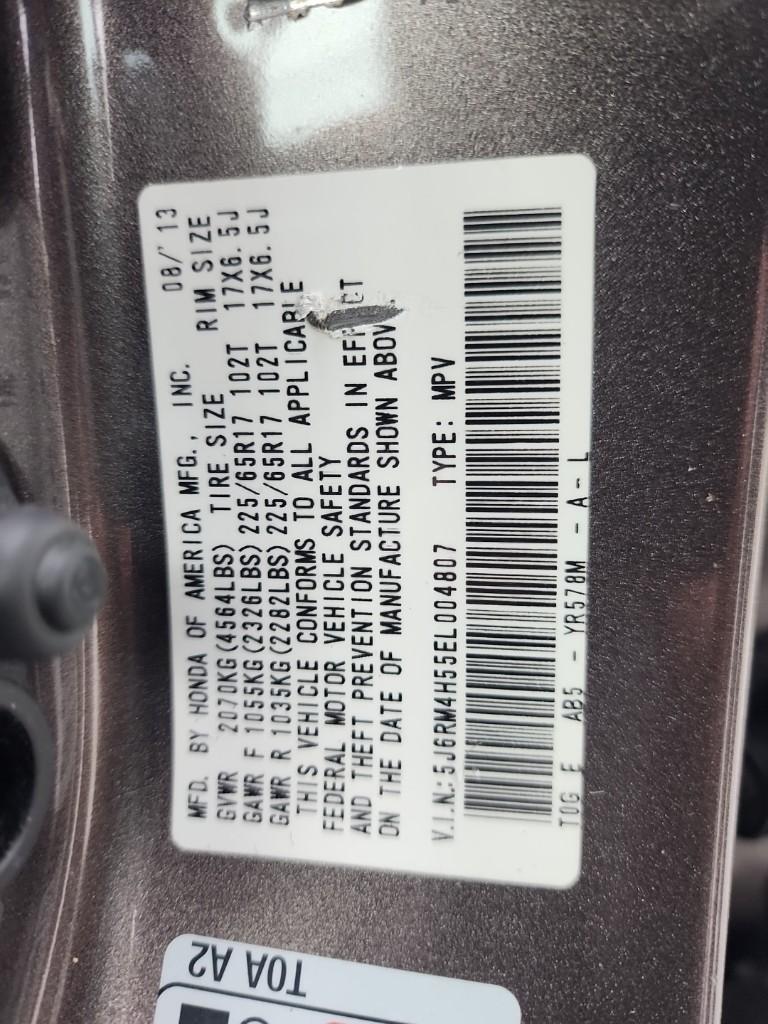 MFD. BY HONDA OF AMERICA MFG., INC. 08/'13
GVWR 2070KG(4564LBS) TIRE SIZE RIM SIZE
GAWR F 1055KG(2326LBS) 225/65R17 102T 17X6.5J
GAWR R 1035KG(2282LBS) 225/65R17 102T 17X6.5J
THIS VEHICLE CONFORMS TO ALL APPLICABLE
FEDERAL MOTOR VEHICLE SAFETY
AND THEFT PREVENTION STANDARDS IN EFFECT
ON THE DATE OF MANUFACTURE SHOWN ABOVE.
V.I.N.: 5J6RM4H55EL004807 TYPE: MPV
T0G E AB5 - YR578M - A - L
T0A A2